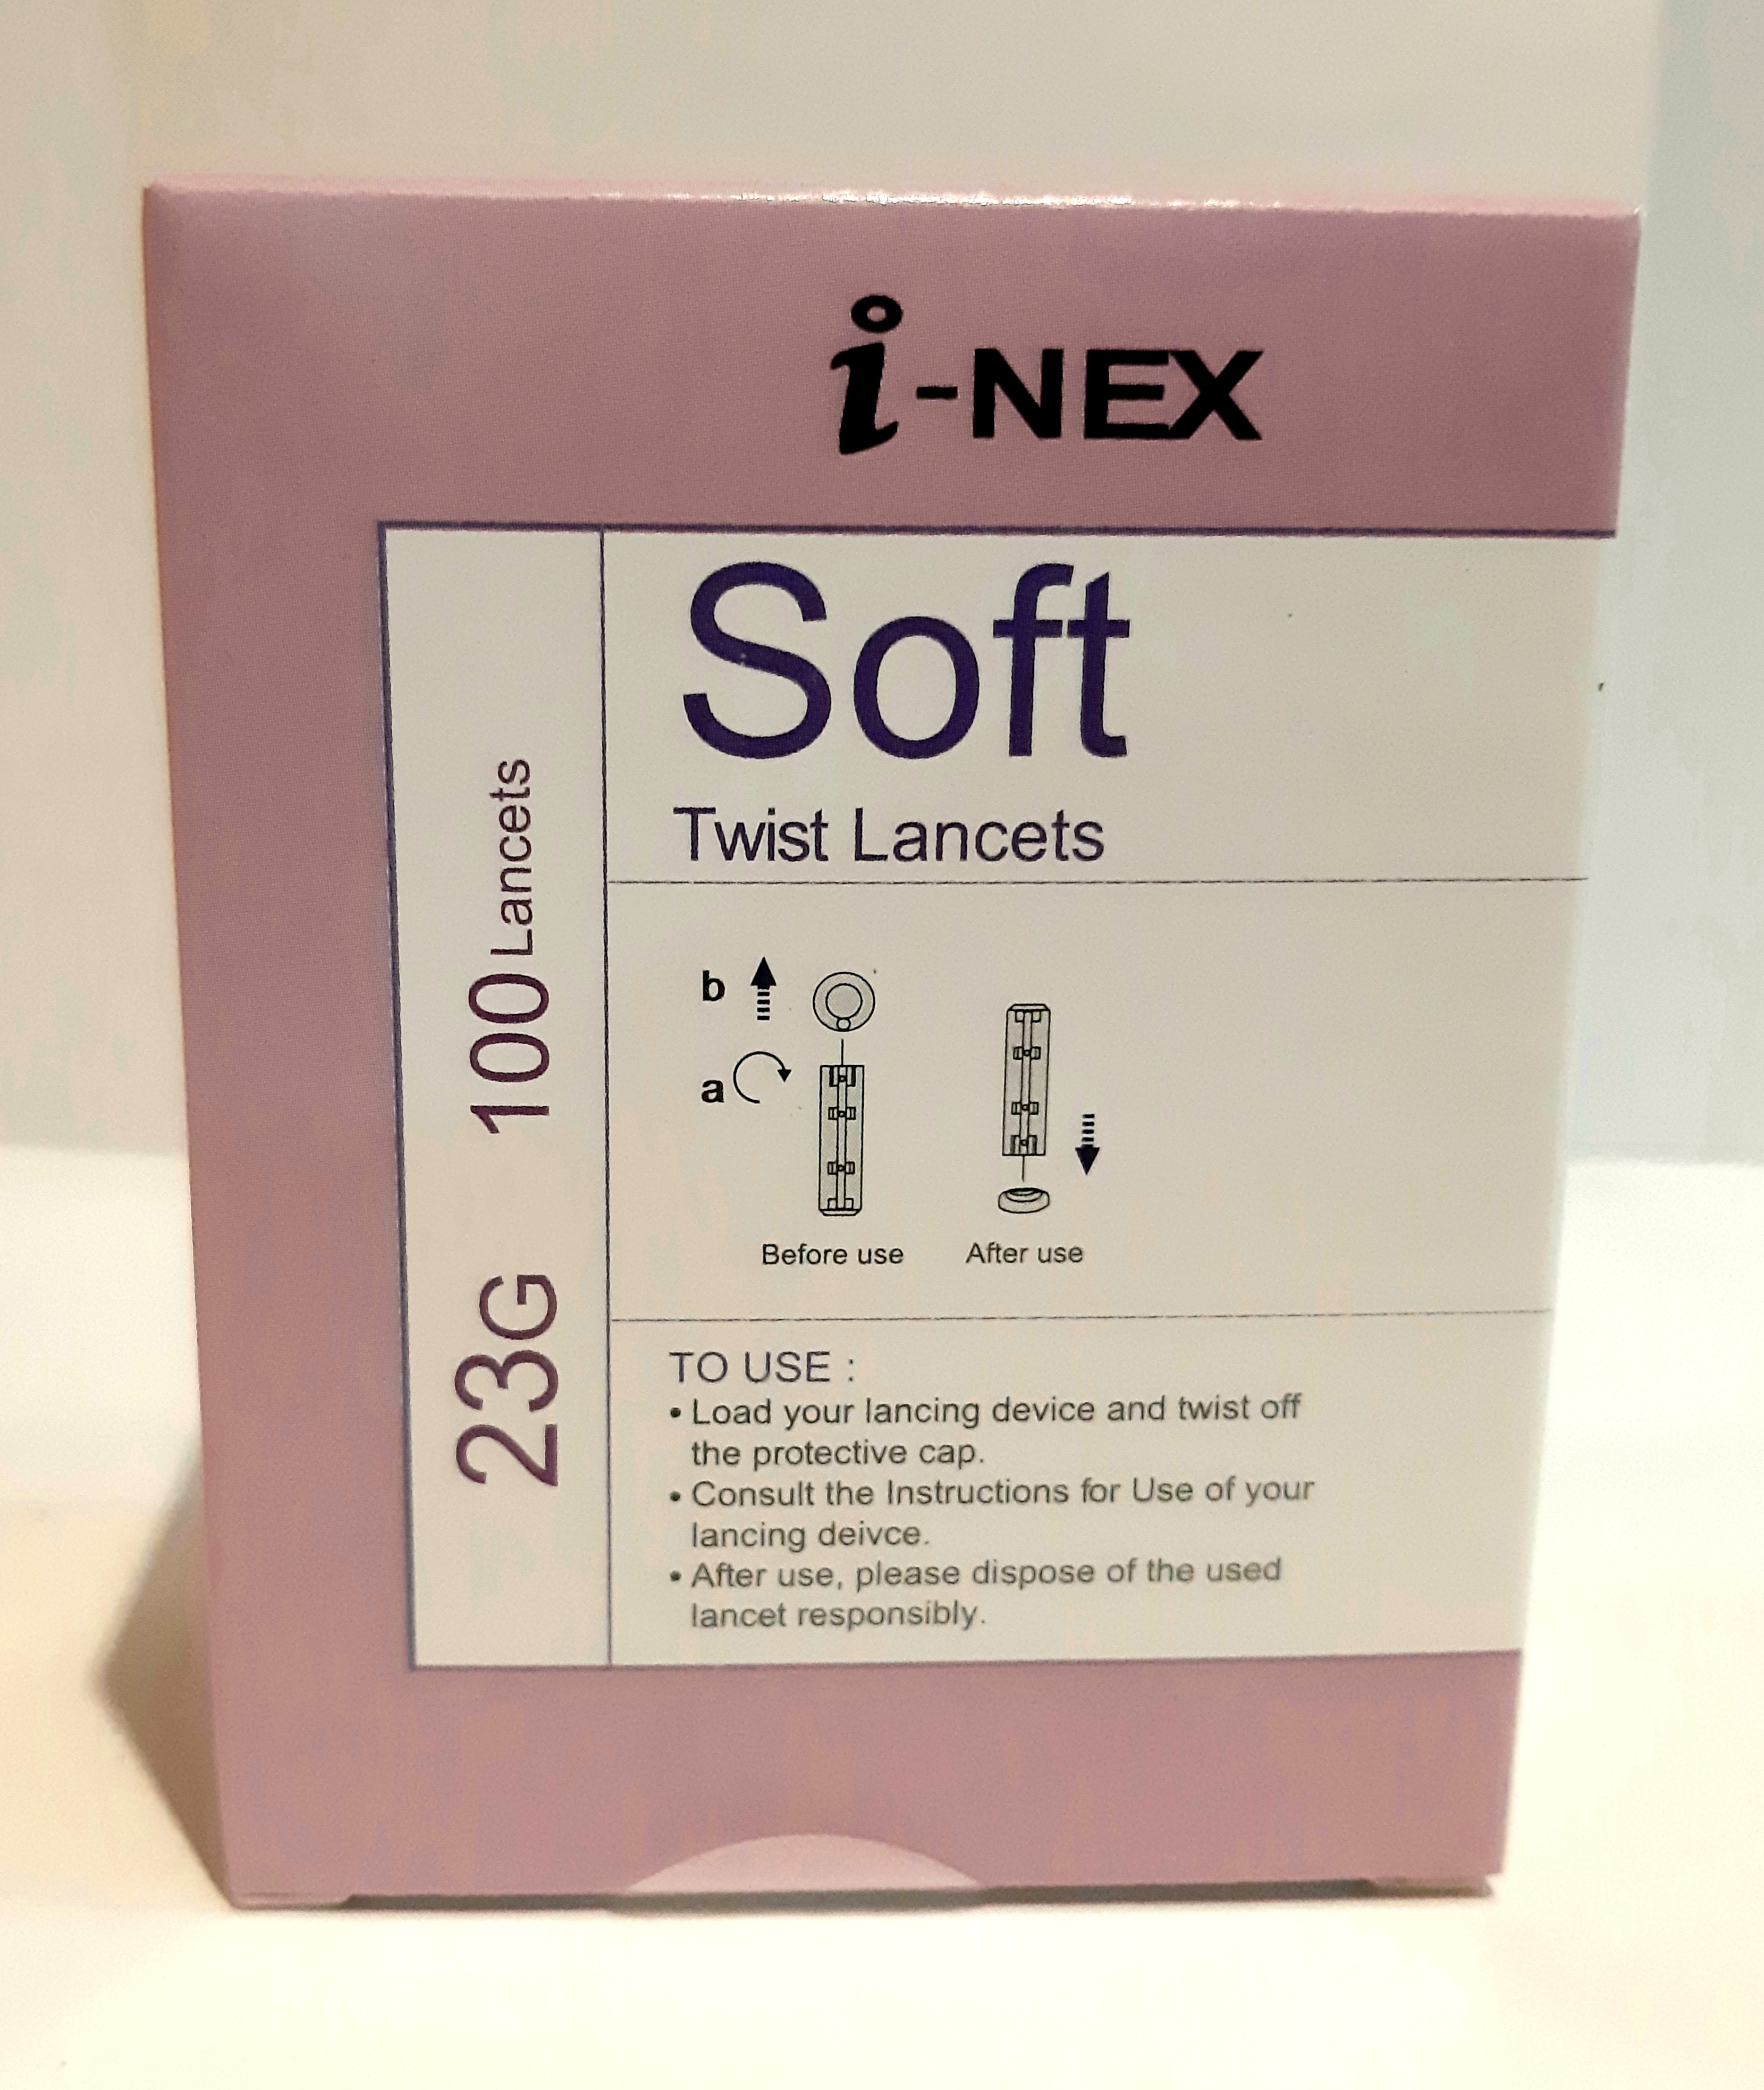 i-NEX
Soft
Twist Lancets
23G 100 Lancets
b
a
Before use
After use
TO USE :
• Load your lancing device and twist off
the protective cap.
• Consult the Instructions for Use of your
lancing deivce.
• After use, please dispose of the used
lancet responsibly.